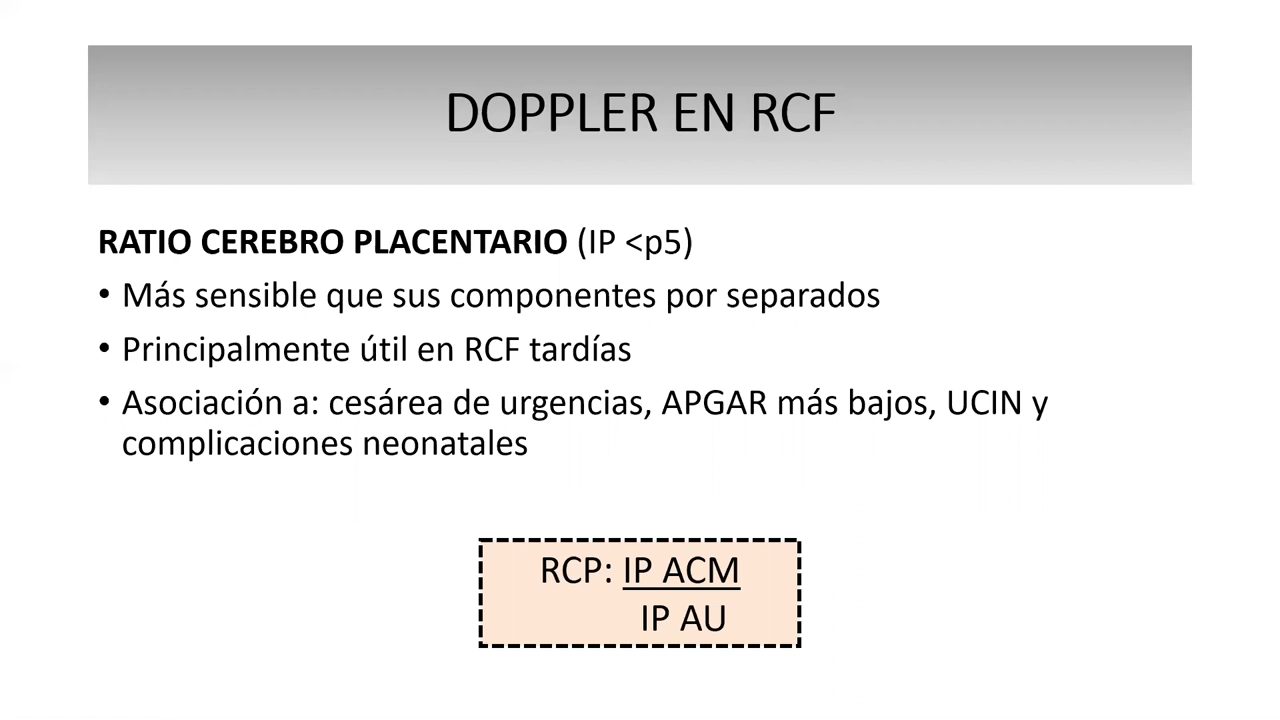 DOPPLER EN RCF
RATIO CEREBRO PLACENTARIO (IP <p5)
• Más sensible que sus componentes por separados
• Principalmente útil en RCF tardías
• Asociación a: cesárea de urgencias, APGAR más bajos, UCIN y
complicaciones neonatales
RCP: IP ACM
IP AU